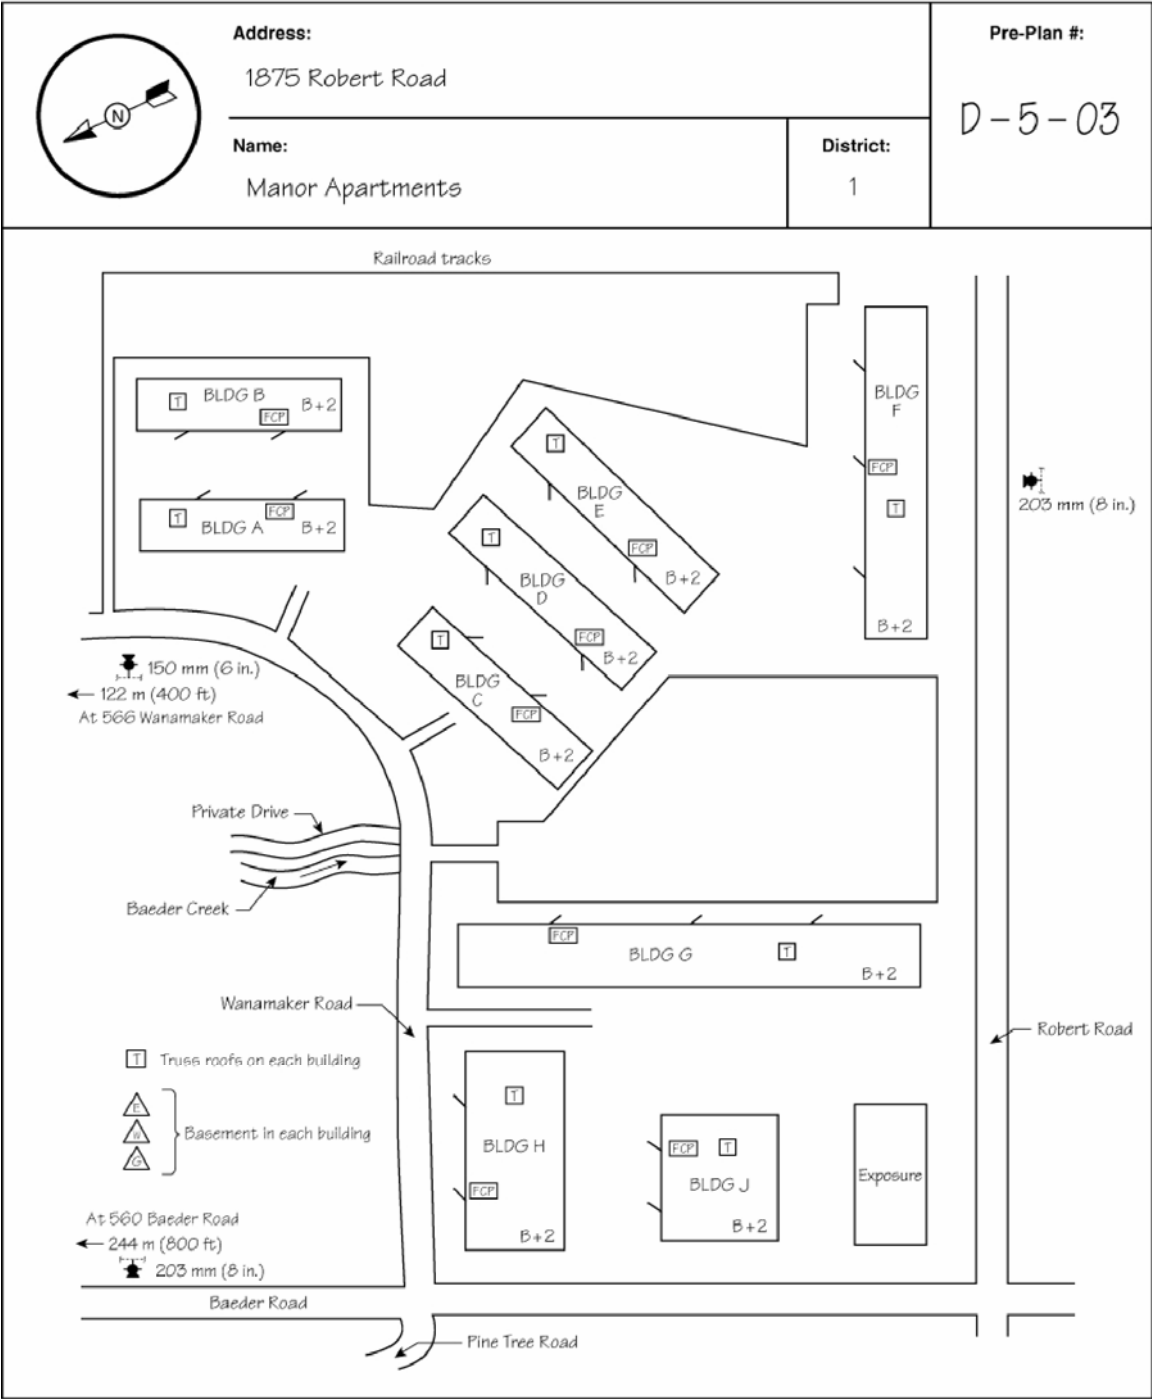 Address:
1875 Robert Road
Pre-Plan #:
D-5-03
N
Name:
Manor Apartments
District:
1
Railroad tracks
BLDG B
T
B+2
FCP
T
FCP
BLDG A
B+2
T
BLDG
E
FCP
B+2
T
BLDG
D
FCP
B+2
T
BLDG
C
FCP
B+2
BLDG
F
FCP
T
B+2
203 mm (8 in.)
150 mm (6 in.)
122 m (400 ft)
At 566 Wanamaker Road
Private Drive
Baeder Creek
FCP
BLDG G
T
B+2
Wanamaker Road
Robert Road
T Truss roofs on each building
E
W
G
Basement in each building
T
BLDG H
FCP
B+2
FCP
T
BLDG J
B+2
Exposure
At 560 Baeder Road
244 m (800 ft)
203 mm (8 in.)
Baeder Road
Pine Tree Road